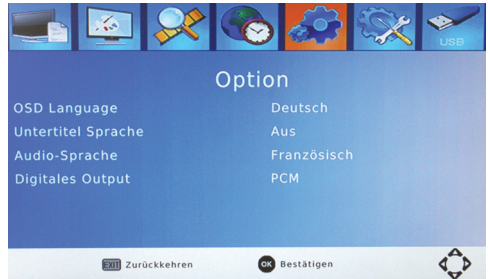 USB
Option
OSD Language Deutsch
Untertitel Sprache Aus
Audio-Sprache Französisch
Digitales Output PCM
EXIT Zurückkehren OK Bestätigen